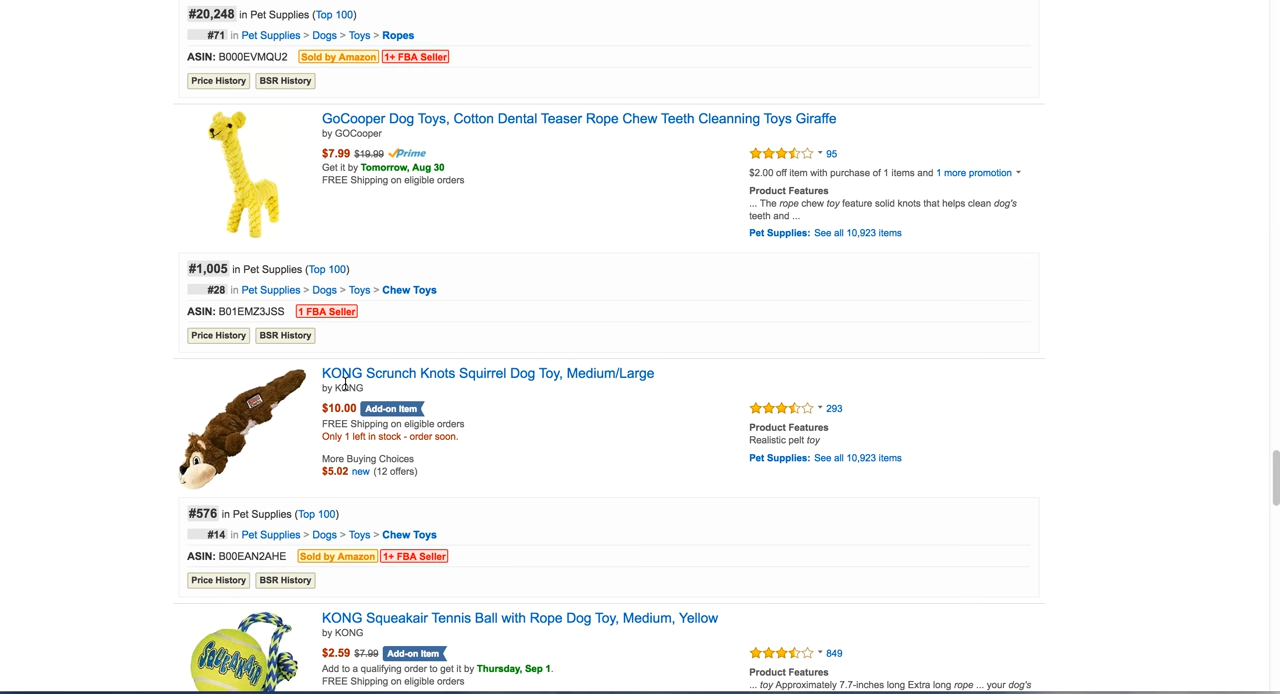 #20,248 in Pet Supplies (Top 100)
#71 in Pet Supplies > Dogs > Toys > Ropes
ASIN: B000EVMQU2 Sold by Amazon 1+ FBA Seller
Price History BSR History
GoCooper Dog Toys, Cotton Dental Teaser Rope Chew Teeth Cleanning Toys Giraffe
by GOCooper
$7.99 $19.99 Prime
Get it by Tomorrow, Aug 30
FREE Shipping on eligible orders
95
$2.00 off item with purchase of 1 items and 1 more promotion
Product Features
... The rope chew toy feature solid knots that helps clean dog's
teeth and ...
Pet Supplies: See all 10,923 items
#1,005 in Pet Supplies (Top 100)
#28 in Pet Supplies > Dogs > Toys > Chew Toys
ASIN: B01EMZ3JSS 1 FBA Seller
Price History BSR History
KONG Scrunch Knots Squirrel Dog Toy, Medium/Large
by KONG
$10.00 Add-on Item
FREE Shipping on eligible orders
Only 1 left in stock - order soon.
More Buying Choices
$5.02 new (12 offers)
293
Product Features
Realistic pelt toy
Pet Supplies: See all 10,923 items
#576 in Pet Supplies (Top 100)
#14 in Pet Supplies > Dogs > Toys > Chew Toys
ASIN: B00EAN2AHE Sold by Amazon 1+ FBA Seller
Price History BSR History
KONG Squeakair Tennis Ball with Rope Dog Toy, Medium, Yellow
by KONG
$2.59 $7.99 Add-on Item
Add to a qualifying order to get it by Thursday, Sep 1.
FREE Shipping on eligible orders
849
Product Features
... toy Approximately 7.7-inches long Extra long rope ... your dog's
SqueakAir